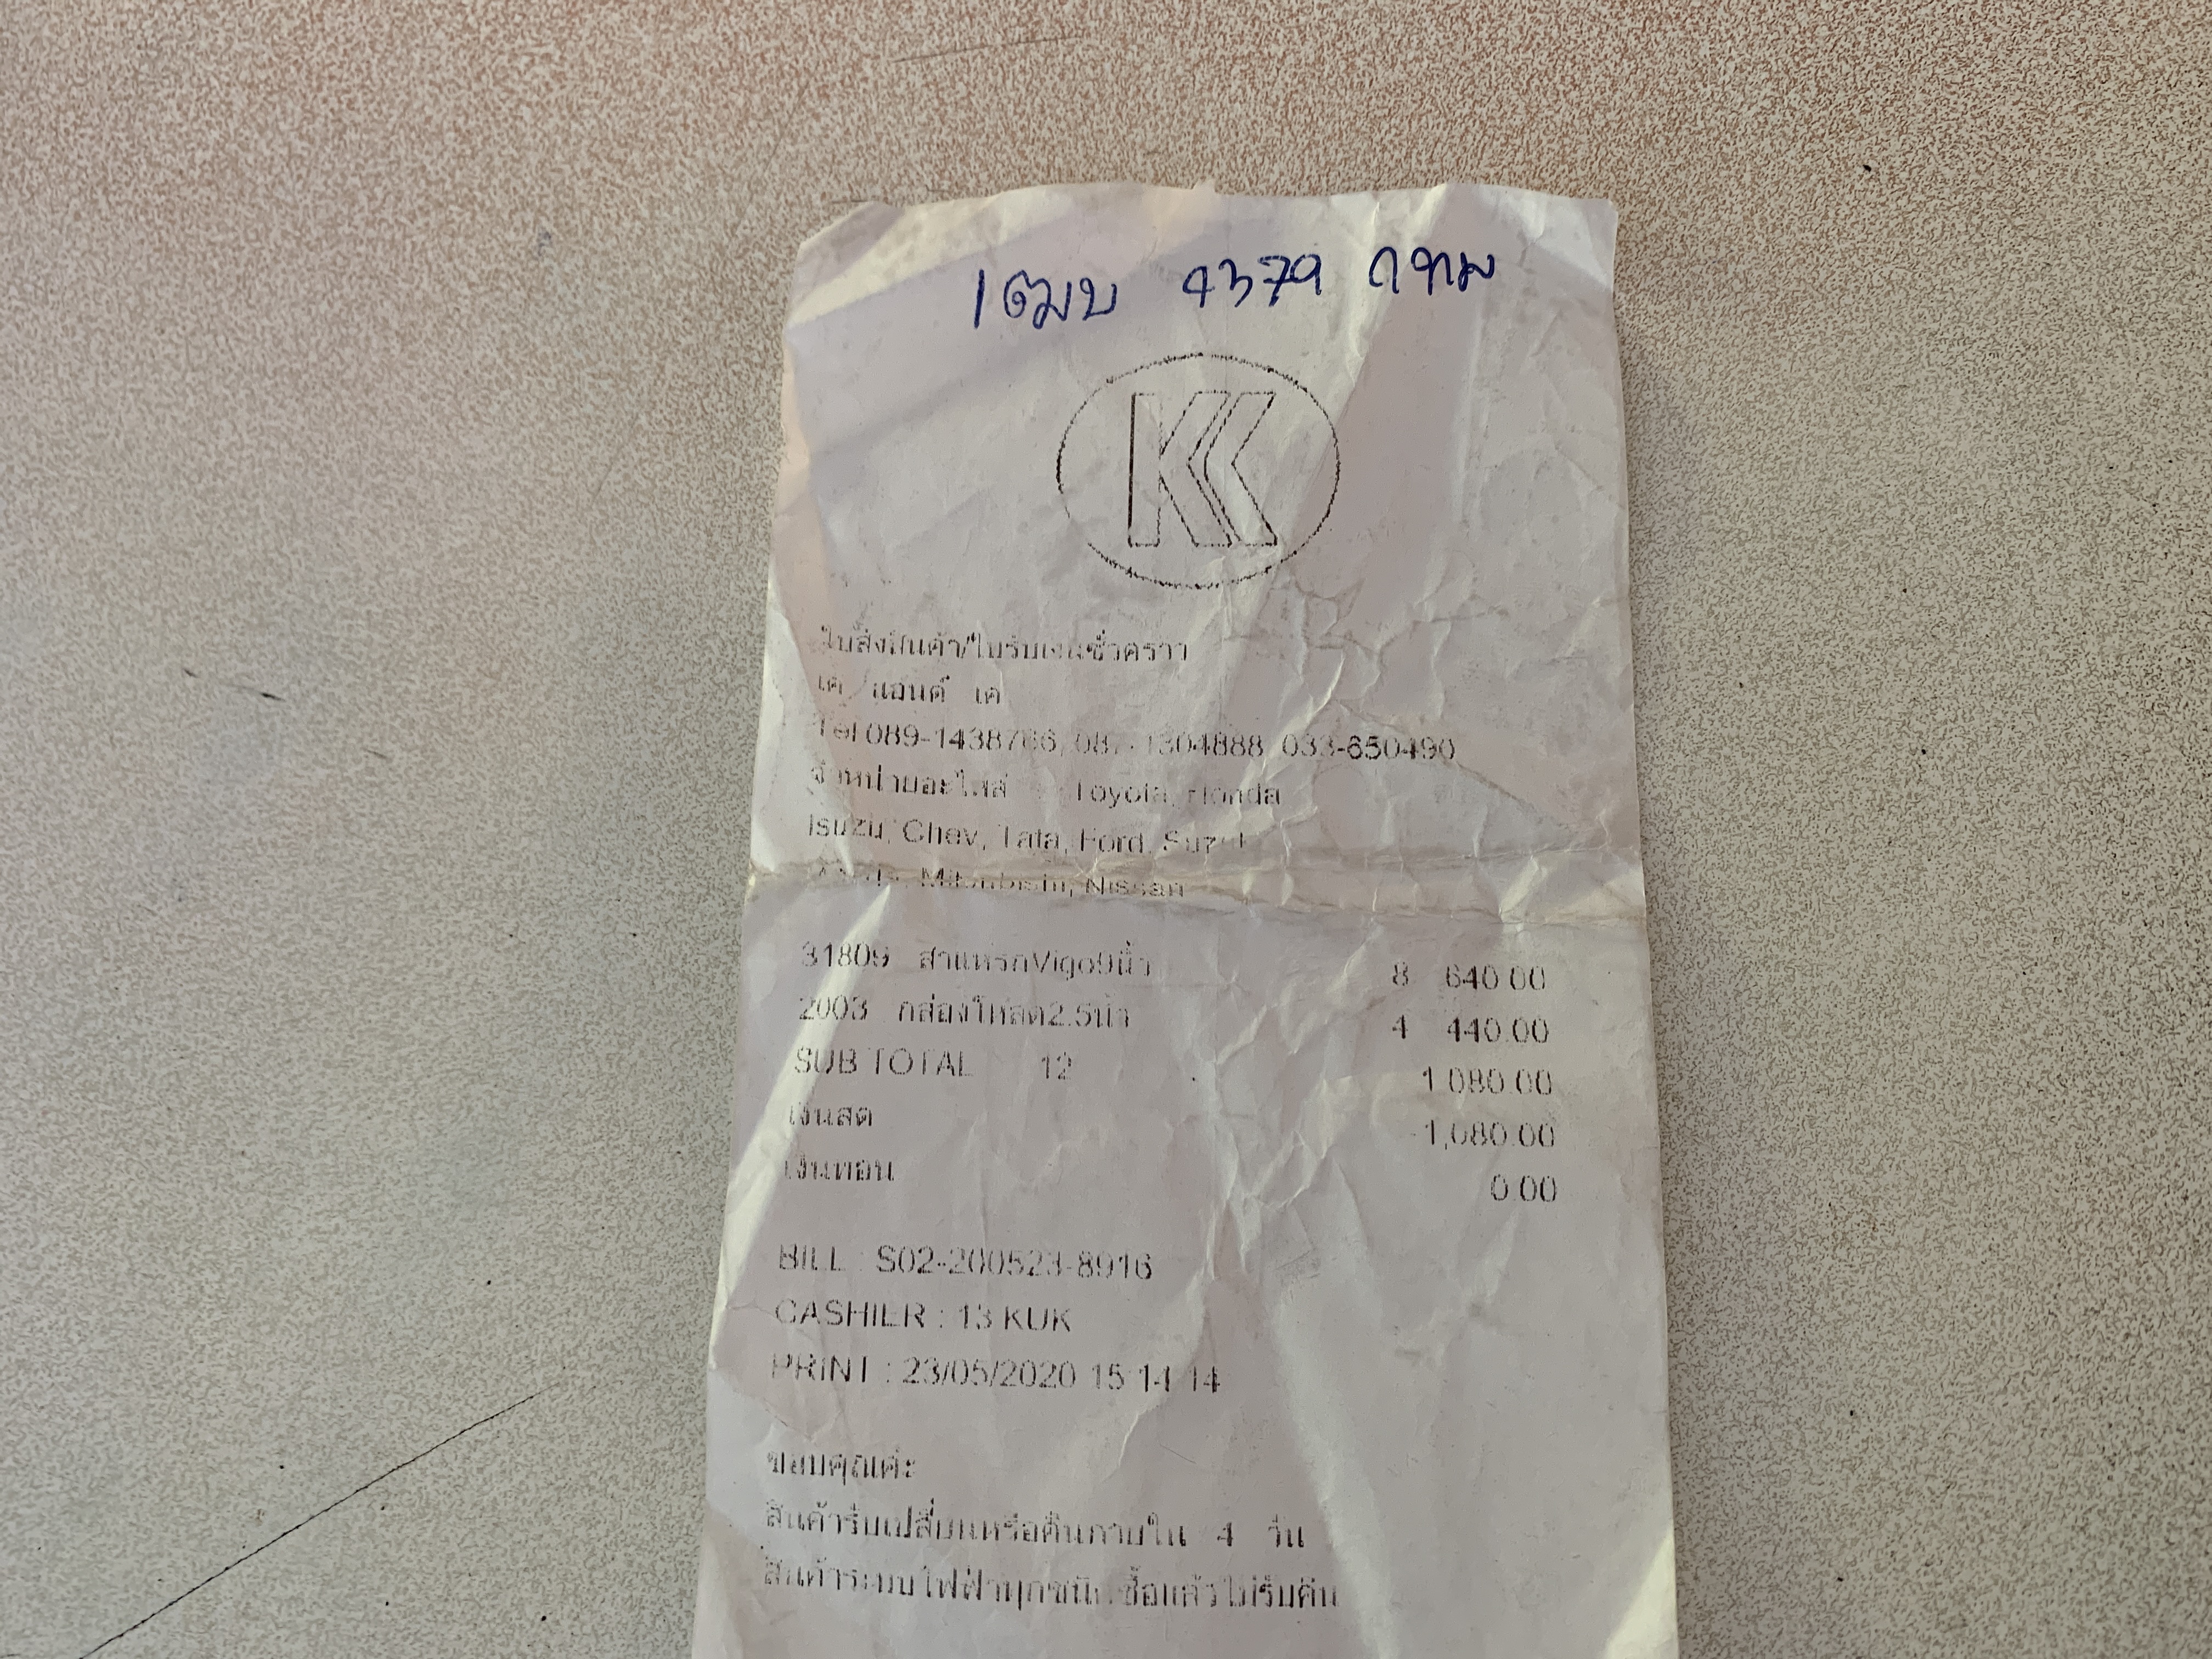 1ฒบ 4379 กทม
KK
ใบส่งสินค้า/ใบรับเงินชั่วคราว
เค แอนด์ เค
Tel 089-1438766, 1304888, 033-650490
จำหน่ายอะไหล่ Toyota, Honda
Isuzu, Chev, Tata, Ford, Suzuki
Mitsubishi, Nissan
31809 สาแหรกVigo9นิ้ว 8 640.00
2003 กล่องโหลด2.5นิ้ว 4 440.00
SUB TOTAL 12 1,080.00
เงินสด 1,080.00
เงินทอน 0.00
BILL : S02-200523-8916
CASHIER : 13 KUK
PRINT : 23/05/2020 15:14:14
ขอบคุณค่ะ
สินค้ารับเปลี่ยนหรือคืนภายใน 4 วัน
สินค้าระบบไฟฟ้าทุกชนิด ซื้อแล้วไม่รับคืน